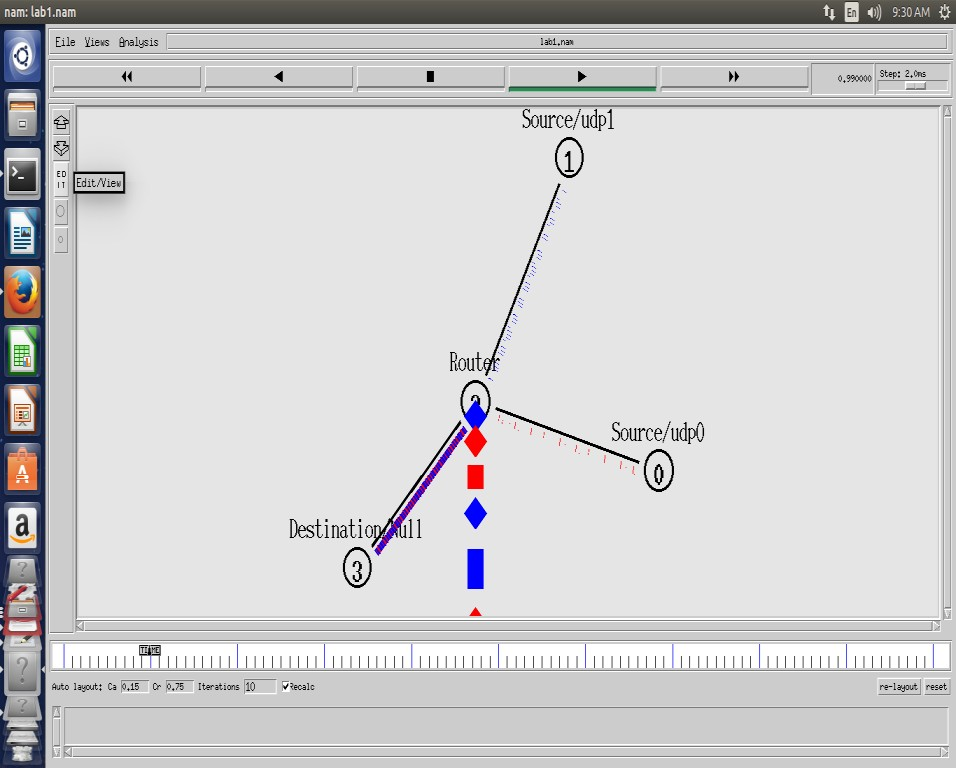 nam: lab1.nam
En
9:30 AM
File Views Analysis
lab1.nam
0.990000
Step: 2.0ms
ED
IT
Edit/View
Source/udp1
1
Router
Source/udp0
0
Destination/Null
3
TIME
Auto layout: Ca 0.15 Cr 0.75 Iterations 10 Recalc
re-layout reset